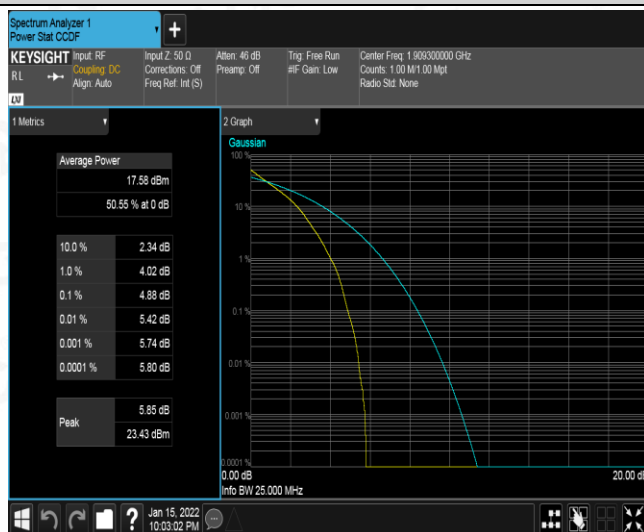 Spectrum Analyzer 1
Power Stat CCDF
+
KEYSIGHT
R L
LXI
Input: RF
Coupling: DC
Align: Auto
Input Z: 50 Ω
Corrections: Off
Freq Ref: Int (S)
Atten: 46 dB
Preamp: Off
Trig: Free Run
#IF Gain: Low
Center Freq: 1.909300000 GHz
Counts: 1.00 M/1.00 Mpt
Radio Std: None
1 Metrics
Average Power
17.58 dBm
50.55 % at 0 dB
10.0 % 2.34 dB
1.0 % 4.02 dB
0.1 % 4.88 dB
0.01 % 5.42 dB
0.001 % 5.74 dB
0.0001 % 5.80 dB
Peak
5.85 dB
23.43 dBm
2 Graph
Gaussian
100 %
10 %
1 %
0.1 %
0.01 %
0.001 %
0.0001 %
0.00 dB
20.00 dB
Info BW 25.000 MHz
?
Jan 15, 2022
10:03:02 PM